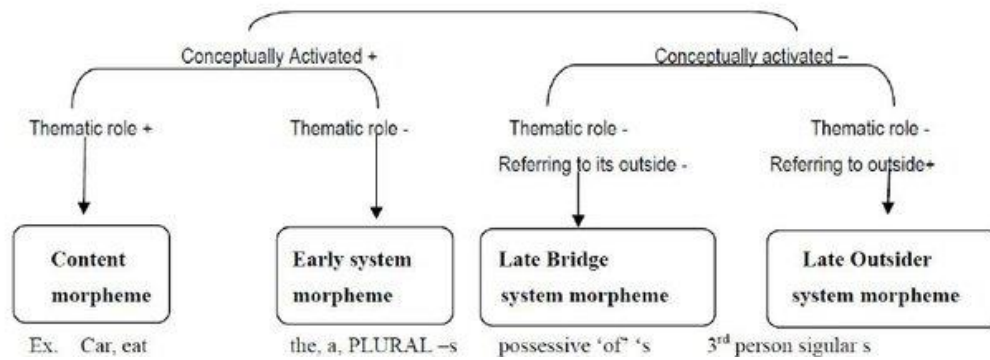 Conceptually Activated +
Conceptually activated –
Thematic role +
Thematic role -
Thematic role -
Thematic role -
Referring to its outside -
Referring to outside+
Content
morpheme
Early system
morpheme
Late Bridge
system morpheme
Late Outsider
system morpheme
Ex. Car, eat
the, a, PLURAL –s
possessive ‘of’ ‘s
3rd person sigular s